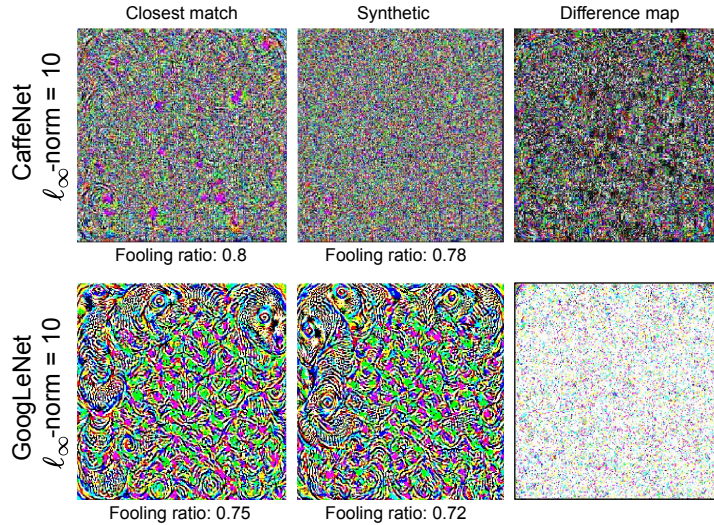 Closest match
Synthetic
Difference map
CaffeNet
ℓ∞-norm = 10
Fooling ratio: 0.8
Fooling ratio: 0.78
GoogLeNet
ℓ∞-norm = 10
Fooling ratio: 0.75
Fooling ratio: 0.72